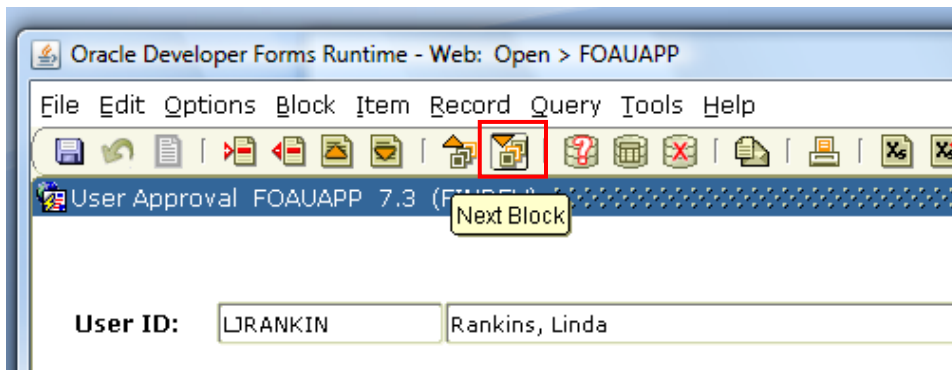 Oracle Developer Forms Runtime - Web: Open > FOAUAPP
File Edit Options Block Item Record Query Tools Help
User Approval FOAUAPP 7.3
Next Block
User ID: LJRANKIN Rankins, Linda